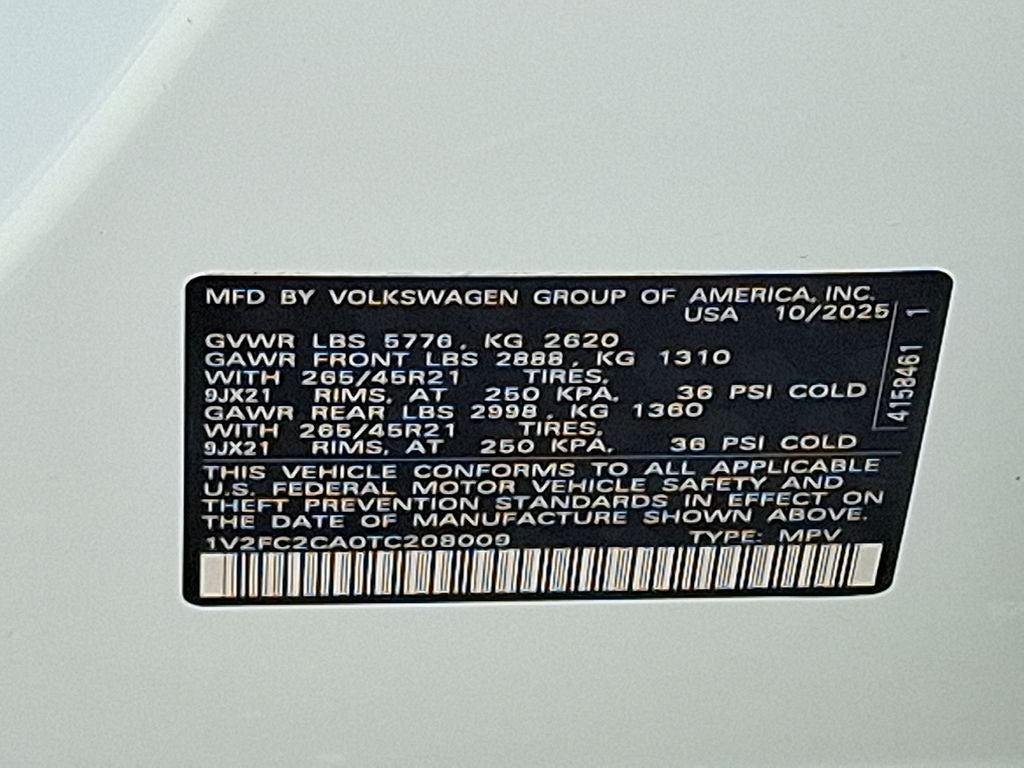 MFD BY VOLKSWAGEN GROUP OF AMERICA, INC.
USA 10/2025
GVWR LBS 5776, KG 2620
GAWR FRONT LBS 2888, KG 1310
WITH 265/45R21 TIRES,
9JX21 RIMS, AT 250 KPA, 36 PSI COLD
GAWR REAR LBS 2998, KG 1360
WITH 265/45R21 TIRES,
9JX21 RIMS, AT 250 KPA, 36 PSI COLD
THIS VEHICLE CONFORMS TO ALL APPLICABLE
U.S. FEDERAL MOTOR VEHICLE SAFETY AND
THEFT PREVENTION STANDARDS IN EFFECT ON
THE DATE OF MANUFACTURE SHOWN ABOVE.
1V2FC2CA0TC208009 TYPE: MPV
4158461 1